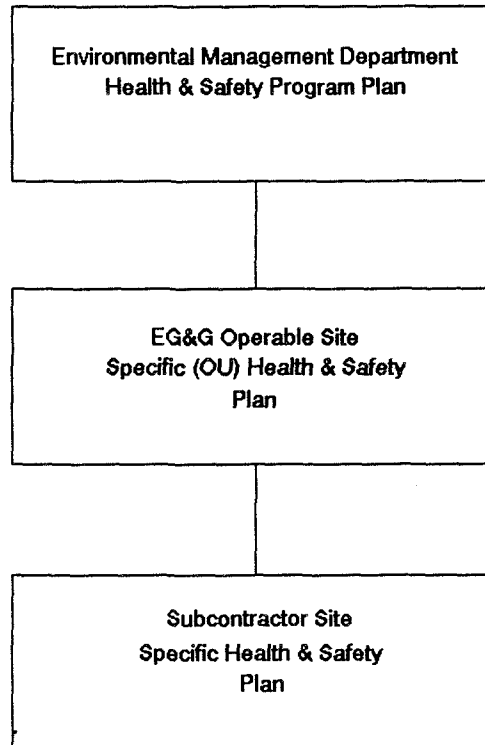 Environmental Management Department
Health & Safety Program Plan
EG&G Operable Site
Specific (OU) Health & Safety
Plan
Subcontractor Site
Specific Health & Safety
Plan